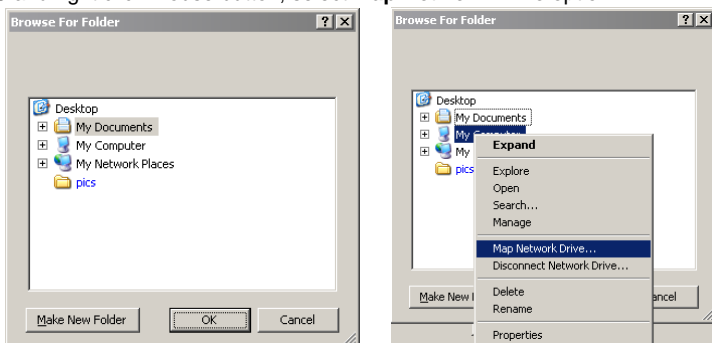 Browse For Folder
Desktop
My Documents
My Computer
My Network Places
pics
Make New Folder
OK
Cancel
Browse For Folder
Desktop
My Documents
My
My
pics
Expand
Explore
Open
Search...
Manage
Map Network Drive...
Disconnect Network Drive...
Delete
Rename
Properties
Make New